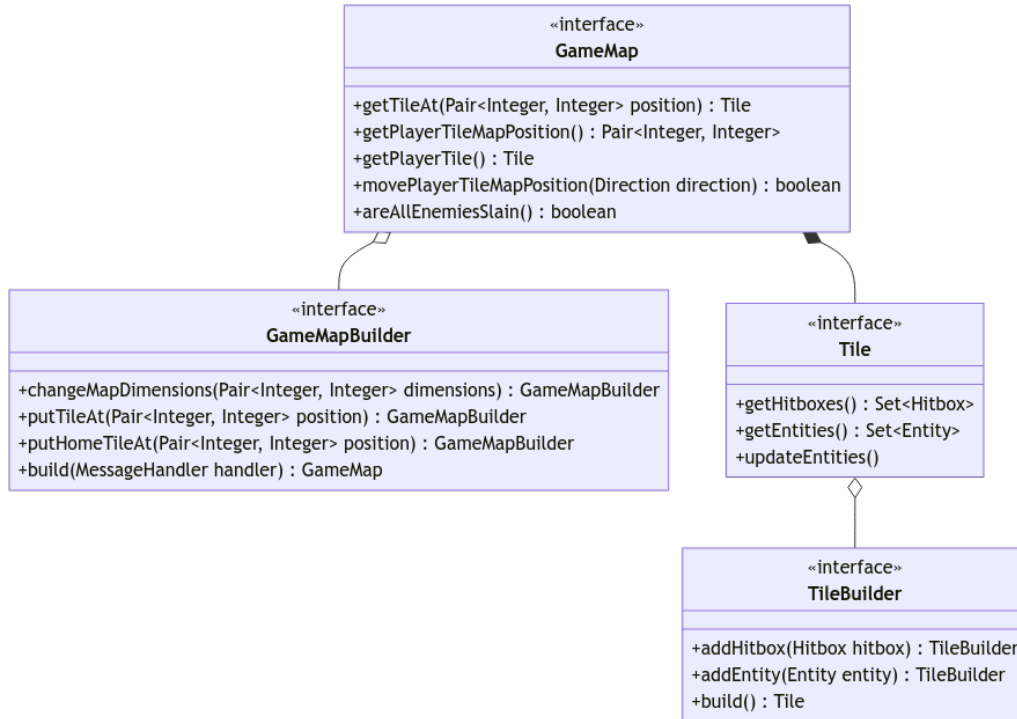 «interface»
GameMap
+getTileAt(Pair<Integer, Integer> position) : Tile
+getPlayerTileMapPosition() : Pair<Integer, Integer>
+getPlayerTile() : Tile
+movePlayerTileMapPosition(Direction direction) : boolean
+areAllEnemiesSlain() : boolean
«interface»
GameMapBuilder
+changeMapDimensions(Pair<Integer, Integer> dimensions) : GameMapBuilder
+putTileAt(Pair<Integer, Integer> position) : GameMapBuilder
+putHomeTileAt(Pair<Integer, Integer> position) : GameMapBuilder
+build(MessageHandler handler) : GameMap
«interface»
Tile
+getHitboxes() : Set<Hitbox>
+getEntities() : Set<Entity>
+updateEntities()
«interface»
TileBuilder
+addHitbox(Hitbox hitbox) : TileBuilder
+addEntity(Entity entity) : TileBuilder
+build() : Tile